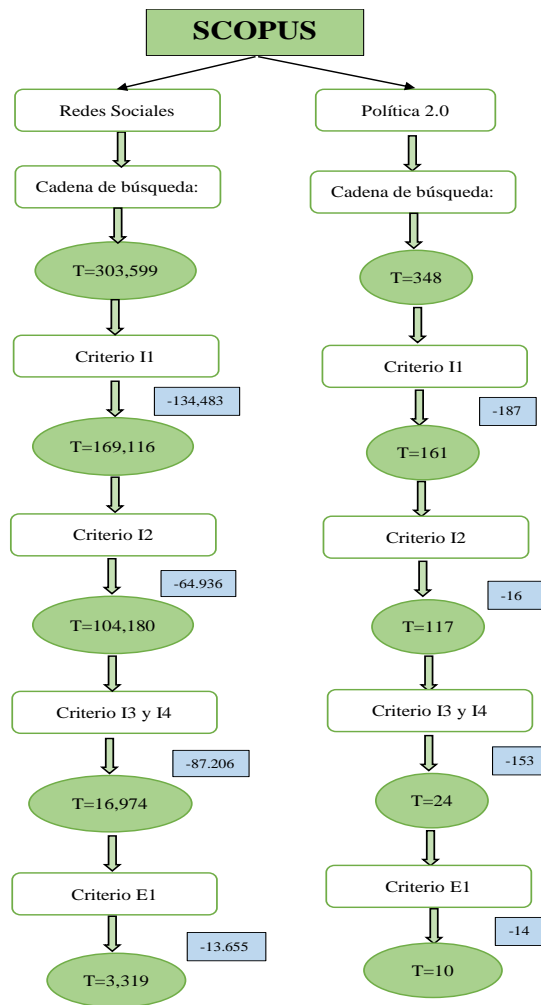 SCOPUS
Redes Sociales
Cadena de búsqueda:
T=303,599
Criterio I1
-134,483
T=169,116
Criterio I2
-64.936
T=104,180
Criterio I3 y I4
-87.206
T=16,974
Criterio E1
-13.655
T=3,319
Política 2.0
Cadena de búsqueda:
T=348
Criterio I1
-187
T=161
Criterio I2
-16
T=117
Criterio I3 y I4
-153
T=24
Criterio E1
-14
T=10